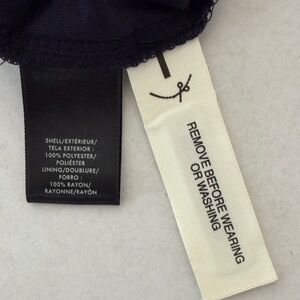 SHELL/EXTÉRIEUR/
TELA EXTERIOR :
100% POLYESTER/
POLIÉSTER
LINING/DOUBLURE/
FORRO :
100% RAYON/
RAYONNE/RAYÓN
REMOVE BEFORE WEARING
OR WASHING